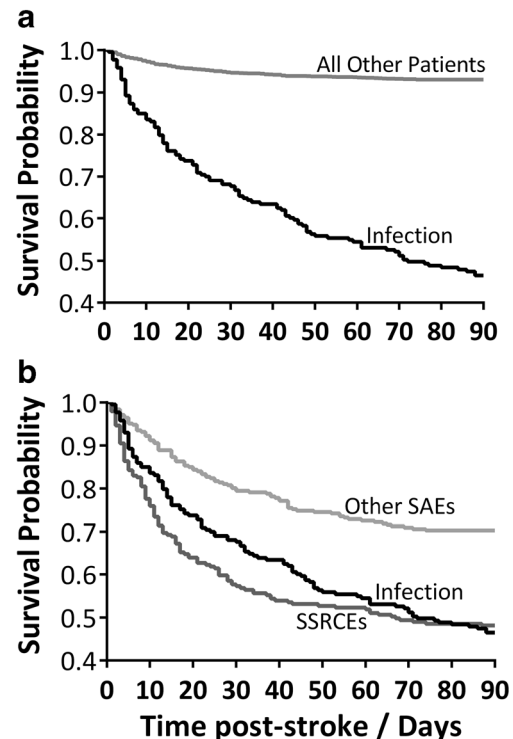 a
Survival Probability
1.0
0.9
0.8
0.7
0.6
0.5
0.4
All Other Patients
Infection
0 10 20 30 40 50 60 70 80 90
b
Survival Probability
1.0
0.9
0.8
0.7
0.6
0.5
0.4
Other SAEs
Infection
SSRCEs
0 10 20 30 40 50 60 70 80 90
Time post-stroke / Days